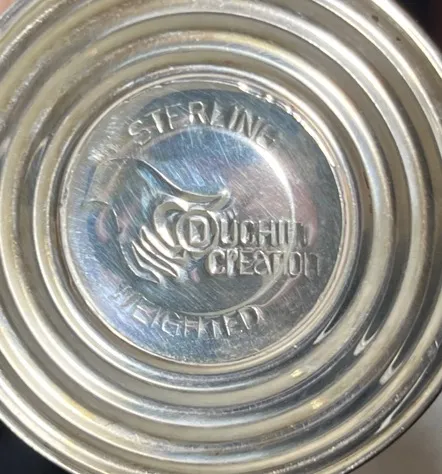 STERLING
DUCHIN
CREATION
WEIGHTED